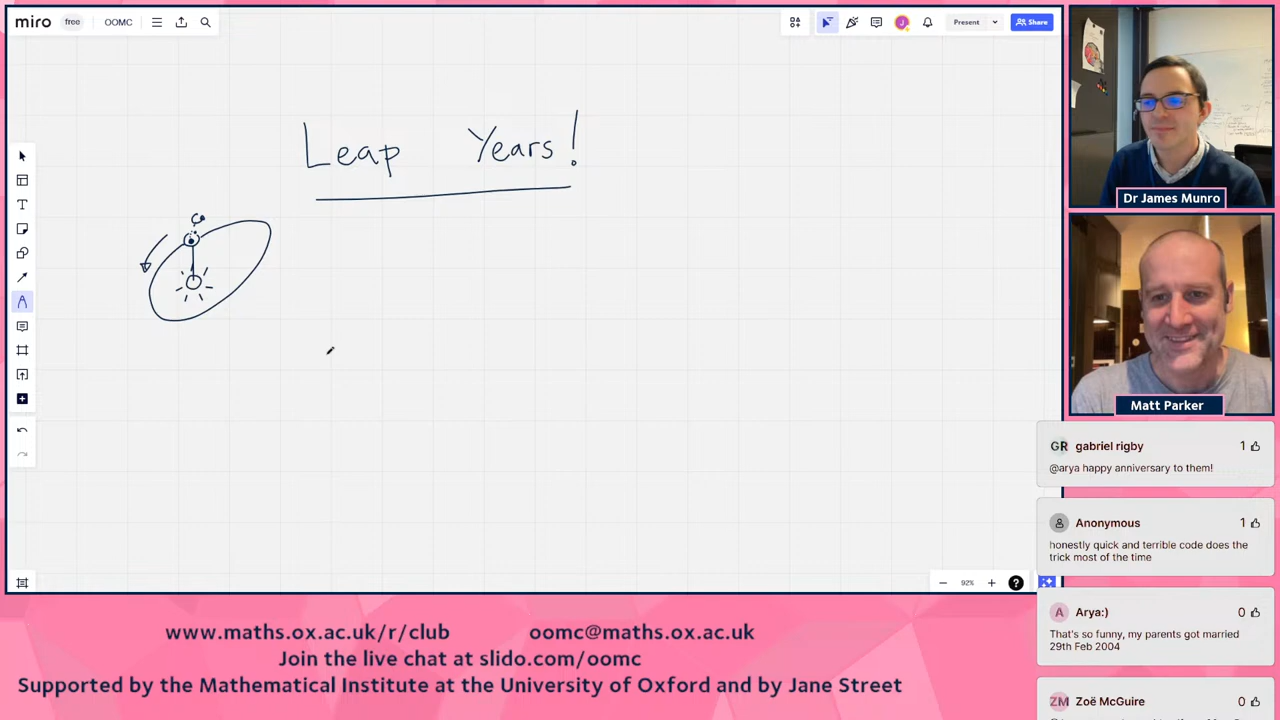 miro free OOMC
Present
Share
Leap Years!
92%
Dr James Munro
Matt Parker
GR gabriel rigby 1
@arya happy anniversary to them!
Anonymous 1
honestly quick and terrible code does the
trick most of the time
A Arya:) 0
That's so funny, my parents got married
29th Feb 2004
ZM Zoë McGuire 0
www.maths.ox.ac.uk/r/club oomc@maths.ox.ac.uk
Join the live chat at slido.com/oomc
Supported by the Mathematical Institute at the University of Oxford and by Jane Street